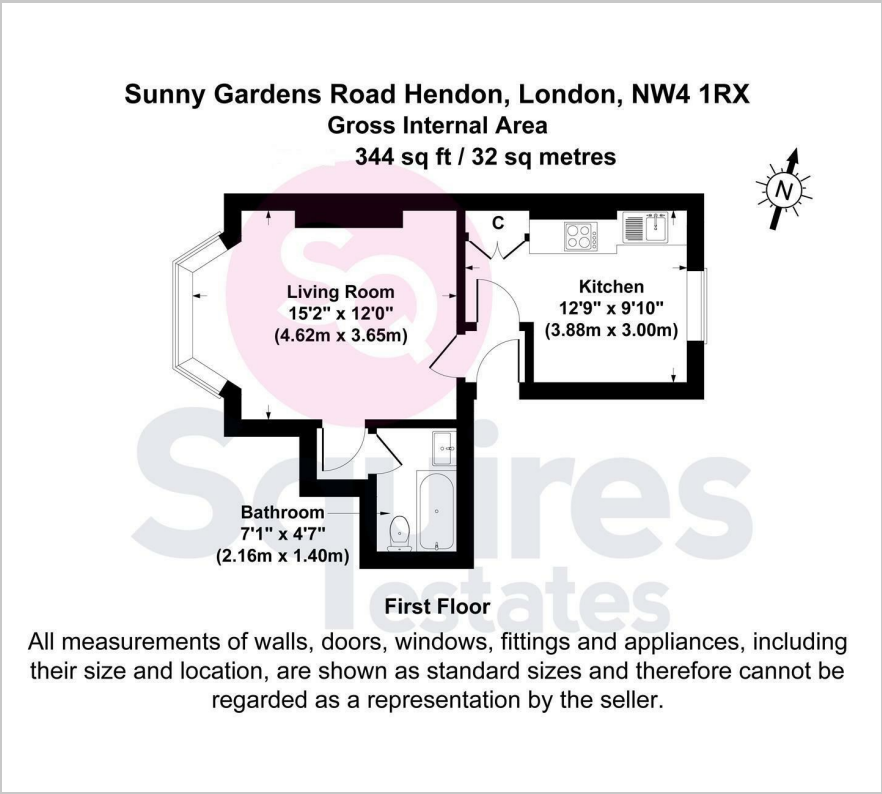 Sunny Gardens Road Hendon, London, NW4 1RX
Gross Internal Area
344 sq ft / 32 sq metres
N
C
Living Room
15'2" x 12'0"
(4.62m x 3.65m)
Kitchen
12'9" x 9'10"
(3.88m x 3.00m)
SQ
Squires
estates
Bathroom
7'1" x 4'7"
(2.16m x 1.40m)
First Floor
All measurements of walls, doors, windows, fittings and appliances, including
their size and location, are shown as standard sizes and therefore cannot be
regarded as a representation by the seller.